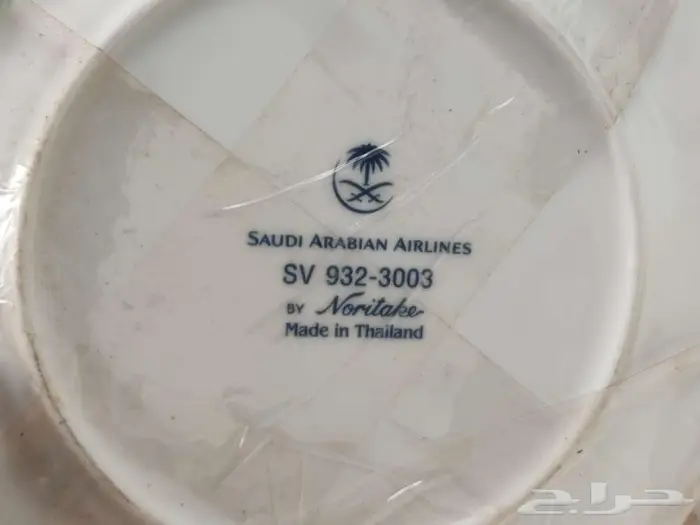 SAUDI ARABIAN AIRLINES
SV 932-3003
BY Noritake
Made in Thailand
حراج